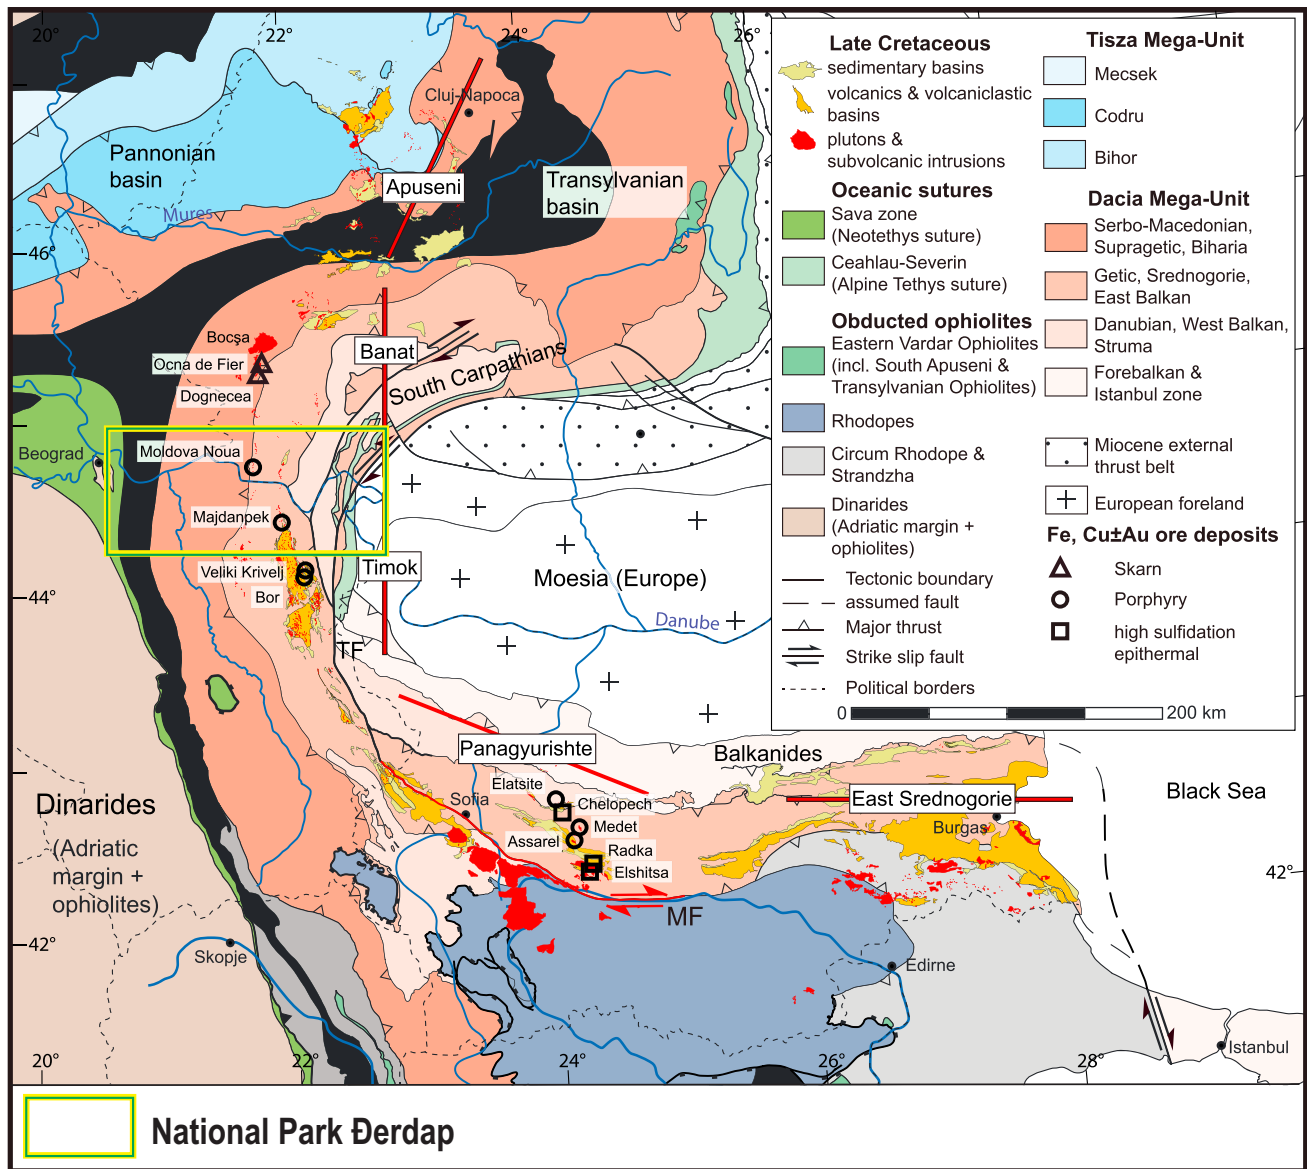 20°
22°
24°
26°
Cluj-Napoca
Pannonian
basin
Apuseni
Transylvanian
basin
Mures
46°
Bocşa
Ocna de Fier
Dognecea
Banat
South Carpathians
Beograd
Moldova Noua
Majdanpek
Veliki Krivelj
Bor
Timok
44°
Moesia (Europe)
Danube
TF
Panagyurishte
Balkanides
Elatsite
Chelopech
Sofia
Medet
Assarel
Radka
Elshitsa
East Srednogorie
Burgas
Black Sea
Dinarides
(Adriatic
margin +
ophiolites)
MF
42°
42°
Skopje
Edirne
Istanbul
20°
22°
24°
26°
28°
Late Cretaceous
sedimentary basins
volcanics & volcaniclastic
basins
plutons &
subvolcanic intrusions
Oceanic sutures
Sava zone
(Neotethys suture)
Ceahlau-Severin
(Alpine Tethys suture)
Obducted ophiolites
Eastern Vardar Ophiolites
(incl. South Apuseni &
Transylvanian Ophiolites)
Rhodopes
Circum Rhodope &
Strandzha
Dinarides
(Adriatic margin +
ophiolites)
Tectonic boundary
assumed fault
Major thrust
Strike slip fault
Political borders
0
200 km
Tisza Mega-Unit
Mecsek
Codru
Bihor
Dacia Mega-Unit
Serbo-Macedonian,
Supragetic, Biharia
Getic, Srednogorie,
East Balkan
Danubian, West Balkan,
Struma
Forebalkan &
Istanbul zone
Miocene external
thrust belt
European foreland
Fe, Cu±Au ore deposits
Skarn
Porphyry
high sulfidation
epithermal
National Park Đerdap